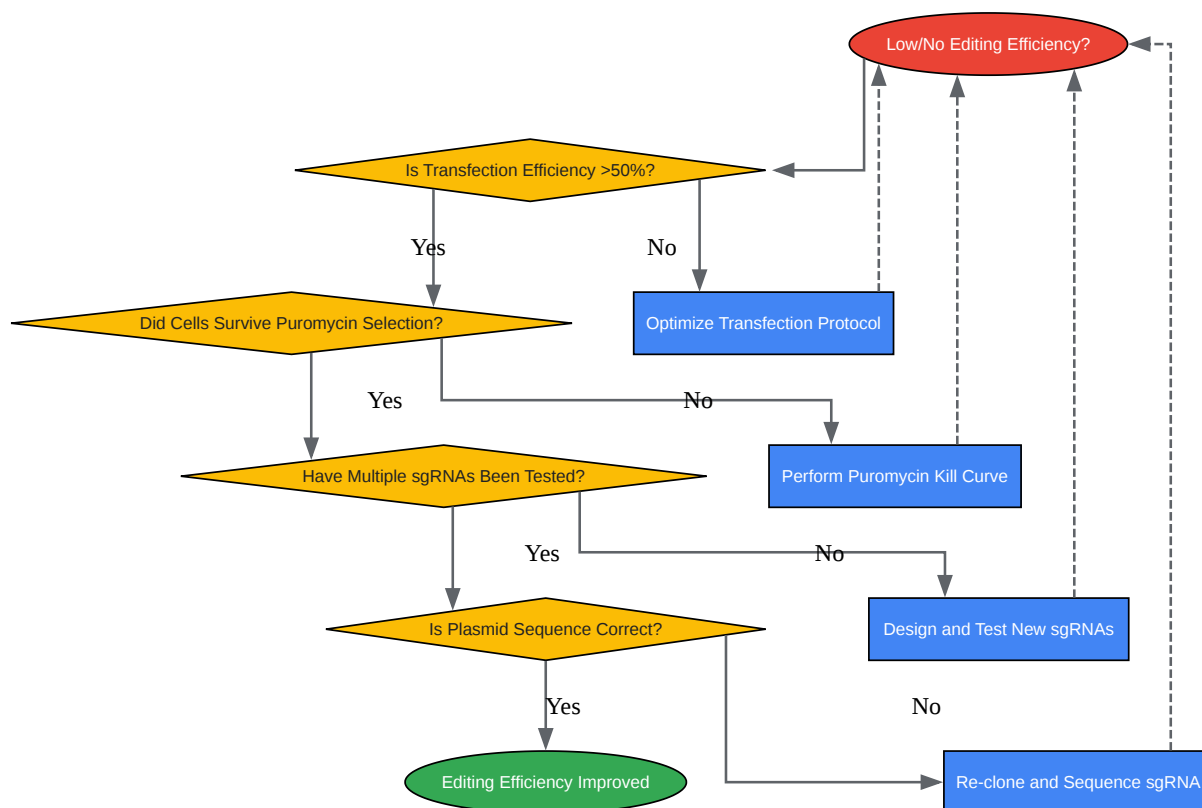 Low/No Editing Efficiency?
Is Transfection Efficiency >50%?
Yes
No
Did Cells Survive Puromycin Selection?
Optimize Transfection Protocol
Yes
No
Have Multiple sgRNAs Been Tested?
Perform Puromycin Kill Curve
Yes
No
Is Plasmid Sequence Correct?
Design and Test New sgRNAs
Yes
No
Editing Efficiency Improved
Re-clone and Sequence sgRNA